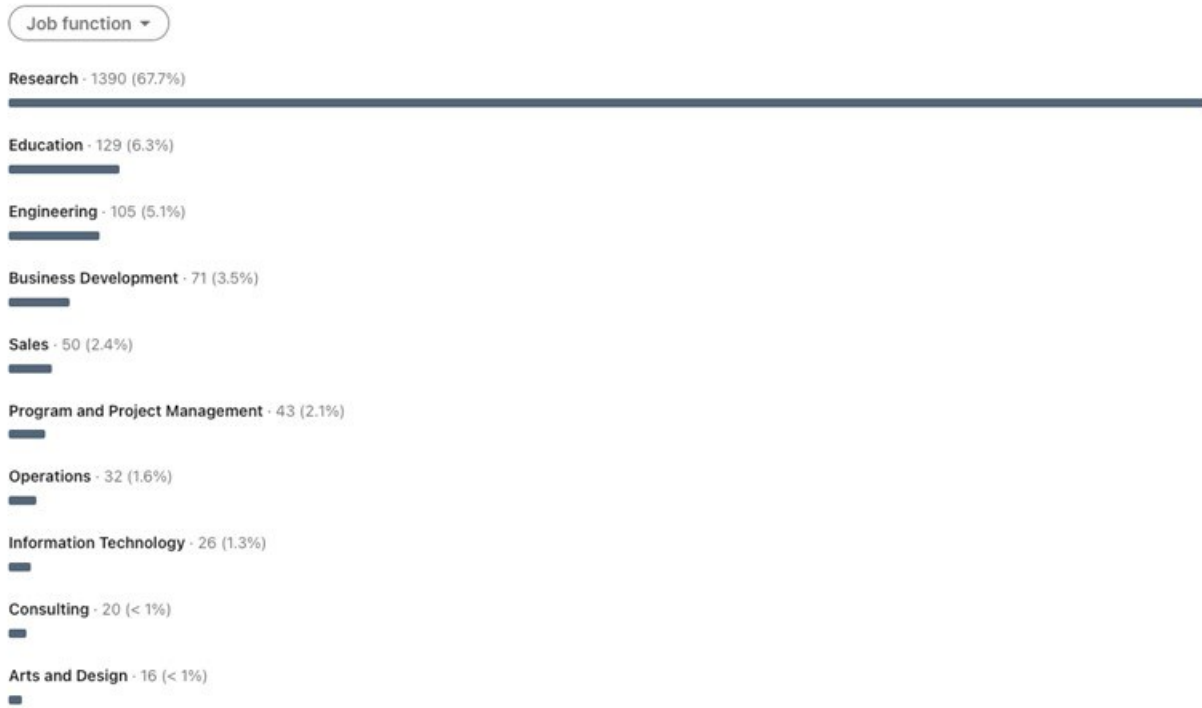 Job function
Research · 1390 (67.7%)
Education · 129 (6.3%)
Engineering · 105 (5.1%)
Business Development · 71 (3.5%)
Sales · 50 (2.4%)
Program and Project Management · 43 (2.1%)
Operations · 32 (1.6%)
Information Technology · 26 (1.3%)
Consulting · 20 (< 1%)
Arts and Design · 16 (< 1%)